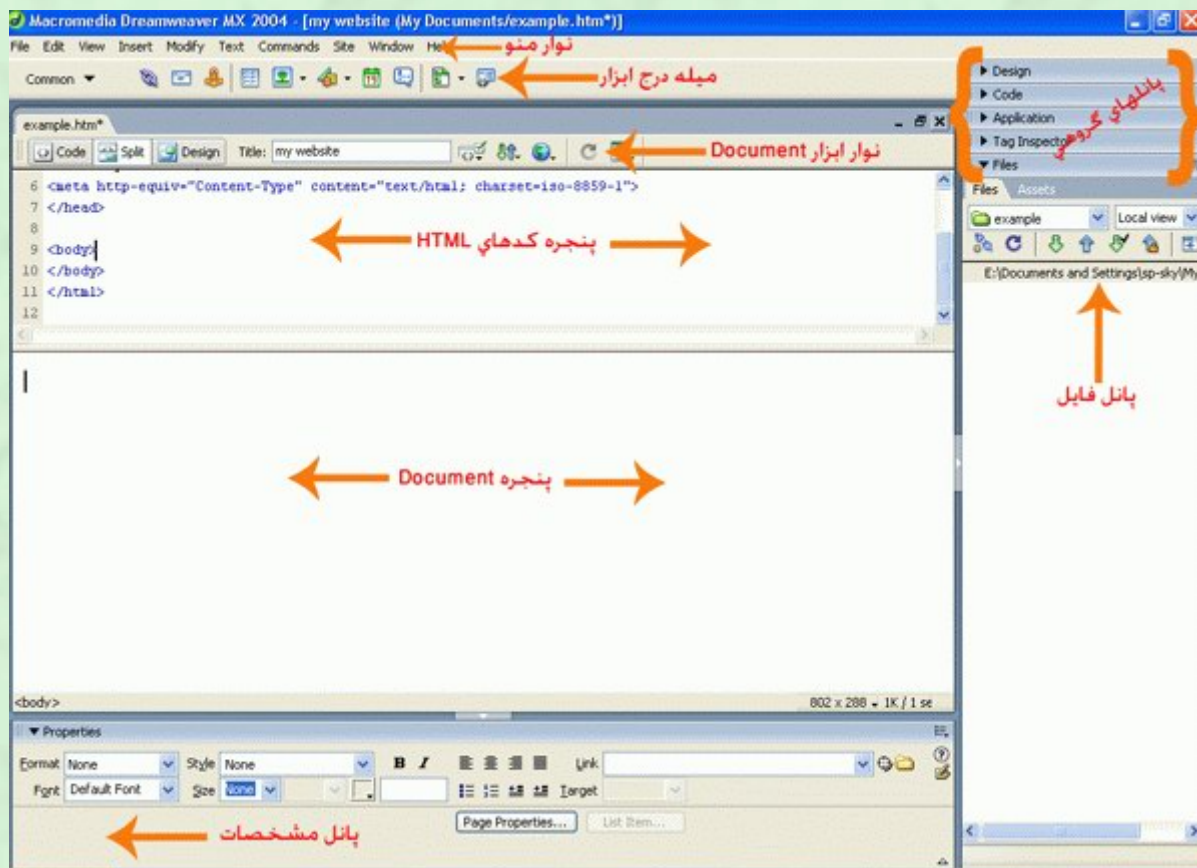 Macromedia Dreamweaver MX 2004 - [my website (My Documents/example.htm*)]
File Edit View Insert Modify Text Commands Site Window Help
نوار منو
Common
میله درج ابزار
Design
Code
Application
Tag Inspector
Files
پانلهاي گروهي
example.htm*
Code Split Design Title: my website
نوار ابزار Document
Files Assets
example Local view
6 <meta http-equiv="Content-Type" content="text/html; charset=iso-8859-1">
7 </head>
8
9 <body>
10 </body>
11 </html>
12
پنجره کدهاي HTML
E:\Documents and Settings\sp-sky\My
پانل فایل
پنجره Document
<body> 802 x 288 1K / 1 se
Properties
Format None Style None B I Link
Font Default Font Size None Target
Page Properties... List Item...
پانل مشخصات